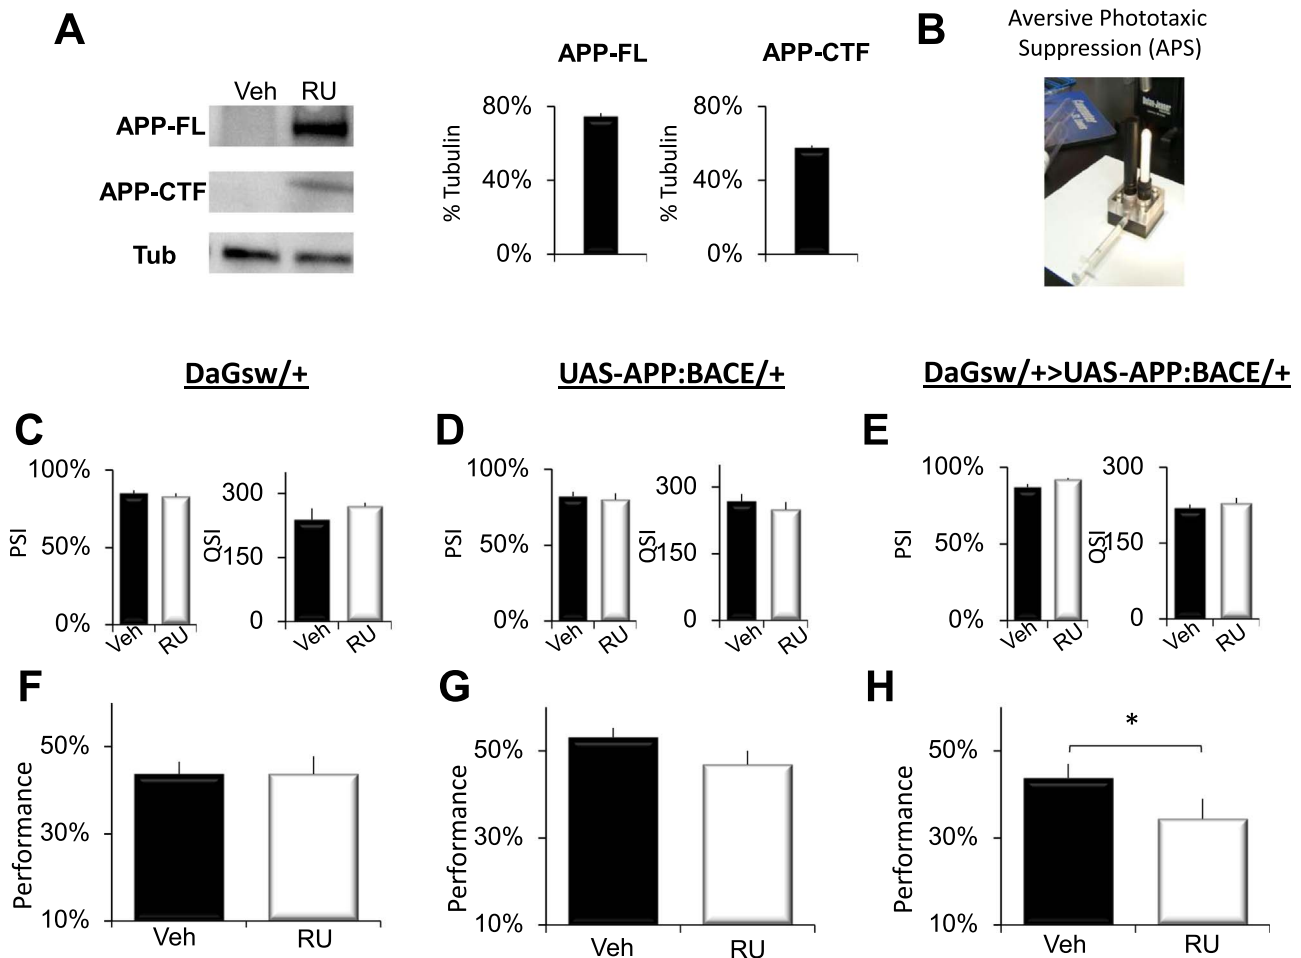 A
Veh RU
APP-FL
APP-CTF
Tub
APP-FL
80%
40%
0%
% Tubulin
APP-CTF
80%
40%
0%
% Tubulin
B
Aversive Phototaxic
Suppression (APS)
DaGsw/+
UAS-APP:BACE/+
DaGsw/+>UAS-APP:BACE/+
C
100%
50%
0%
PSI
Veh RU
300
150
0
QSI
Veh RU
D
100%
50%
0%
PSI
Veh RU
300
150
0
QSI
Veh RU
E
100%
50%
0%
PSI
Veh RU
300
150
0
QSI
Veh RU
F
50%
30%
10%
Performance
Veh RU
G
50%
30%
10%
Performance
Veh RU
H
*
50%
30%
10%
Performance
Veh RU